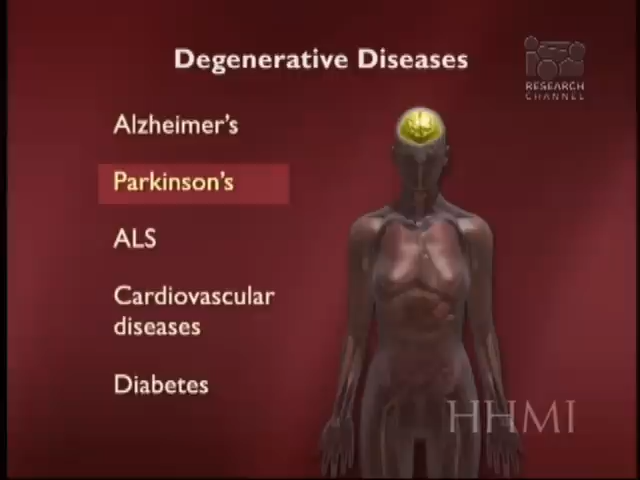 Degenerative Diseases
RESEARCH
CHANNEL
Alzheimer's
Parkinson's
ALS
Cardiovascular
diseases
Diabetes
HHMI